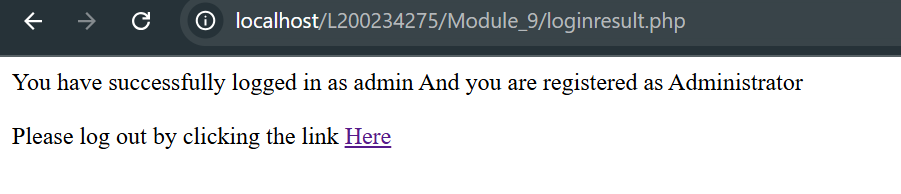 localhost/L200234275/Module_9/loginresult.php
You have successfully logged in as admin And you are registered as Administrator
Please log out by clicking the link Here